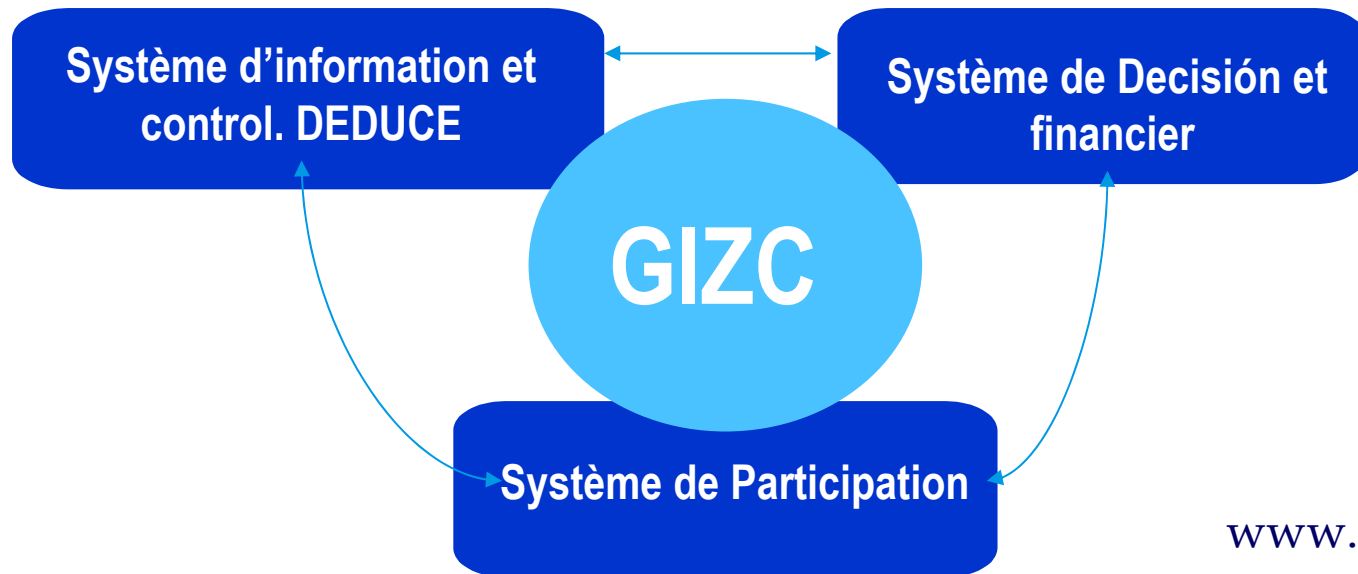 Système d’information et
control. DEDUCE
Système de Decisión et
financier
GIZC
Système de Participation
www.